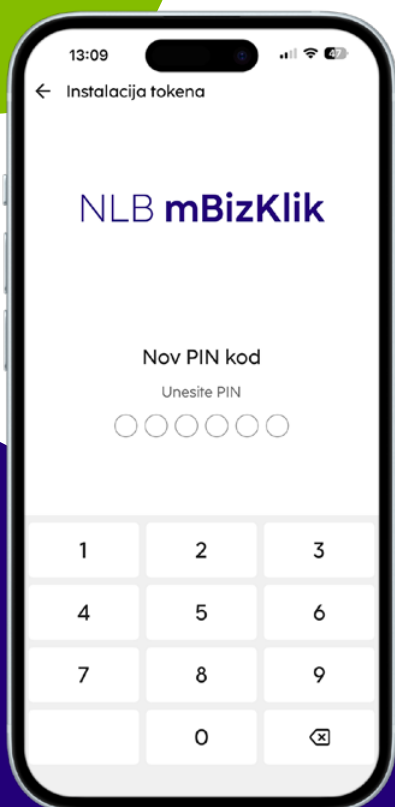 13:09
47
Instalacija tokena
NLB mBizKlik
Nov PIN kod
Unesite PIN
1 2 3
4 5 6
7 8 9
0